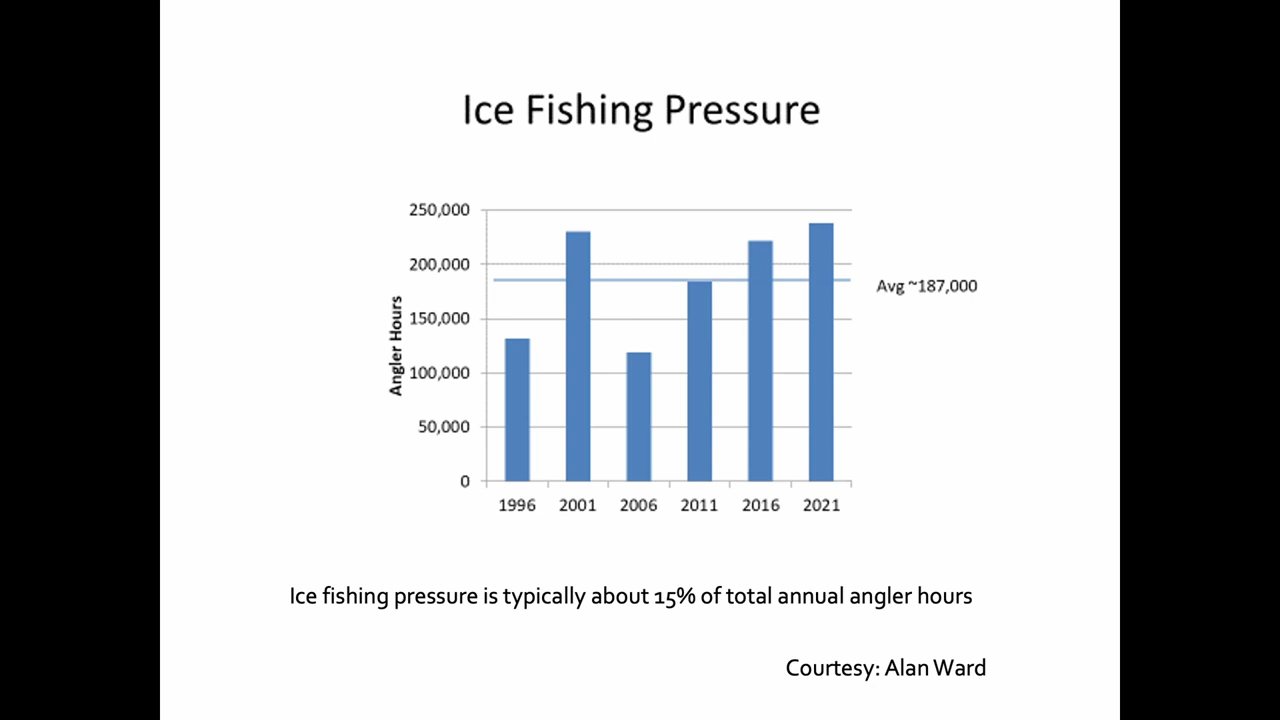 Ice Fishing Pressure
250,000
200,000
150,000
100,000
50,000
0
Angler Hours
1996 2001 2006 2011 2016 2021
Avg ~187,000
Ice fishing pressure is typically about 15% of total annual angler hours
Courtesy: Alan Ward